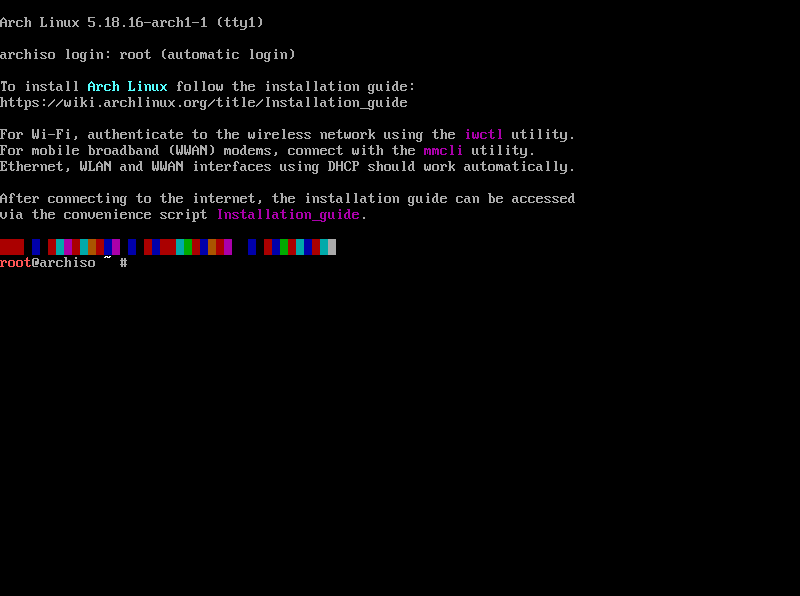 Arch Linux 5.18.16-arch1-1 (tty1)
archiso login: root (automatic login)
To install Arch Linux follow the installation guide:
https://wiki.archlinux.org/title/Installation_guide
For Wi-Fi, authenticate to the wireless network using the iwctl utility.
For mobile broadband (WWAN) modems, connect with the mmcli utility.
Ethernet, WLAN and WWAN interfaces using DHCP should work automatically.
After connecting to the internet, the installation guide can be accessed
via the convenience script Installation_guide.
root@archiso ~ #